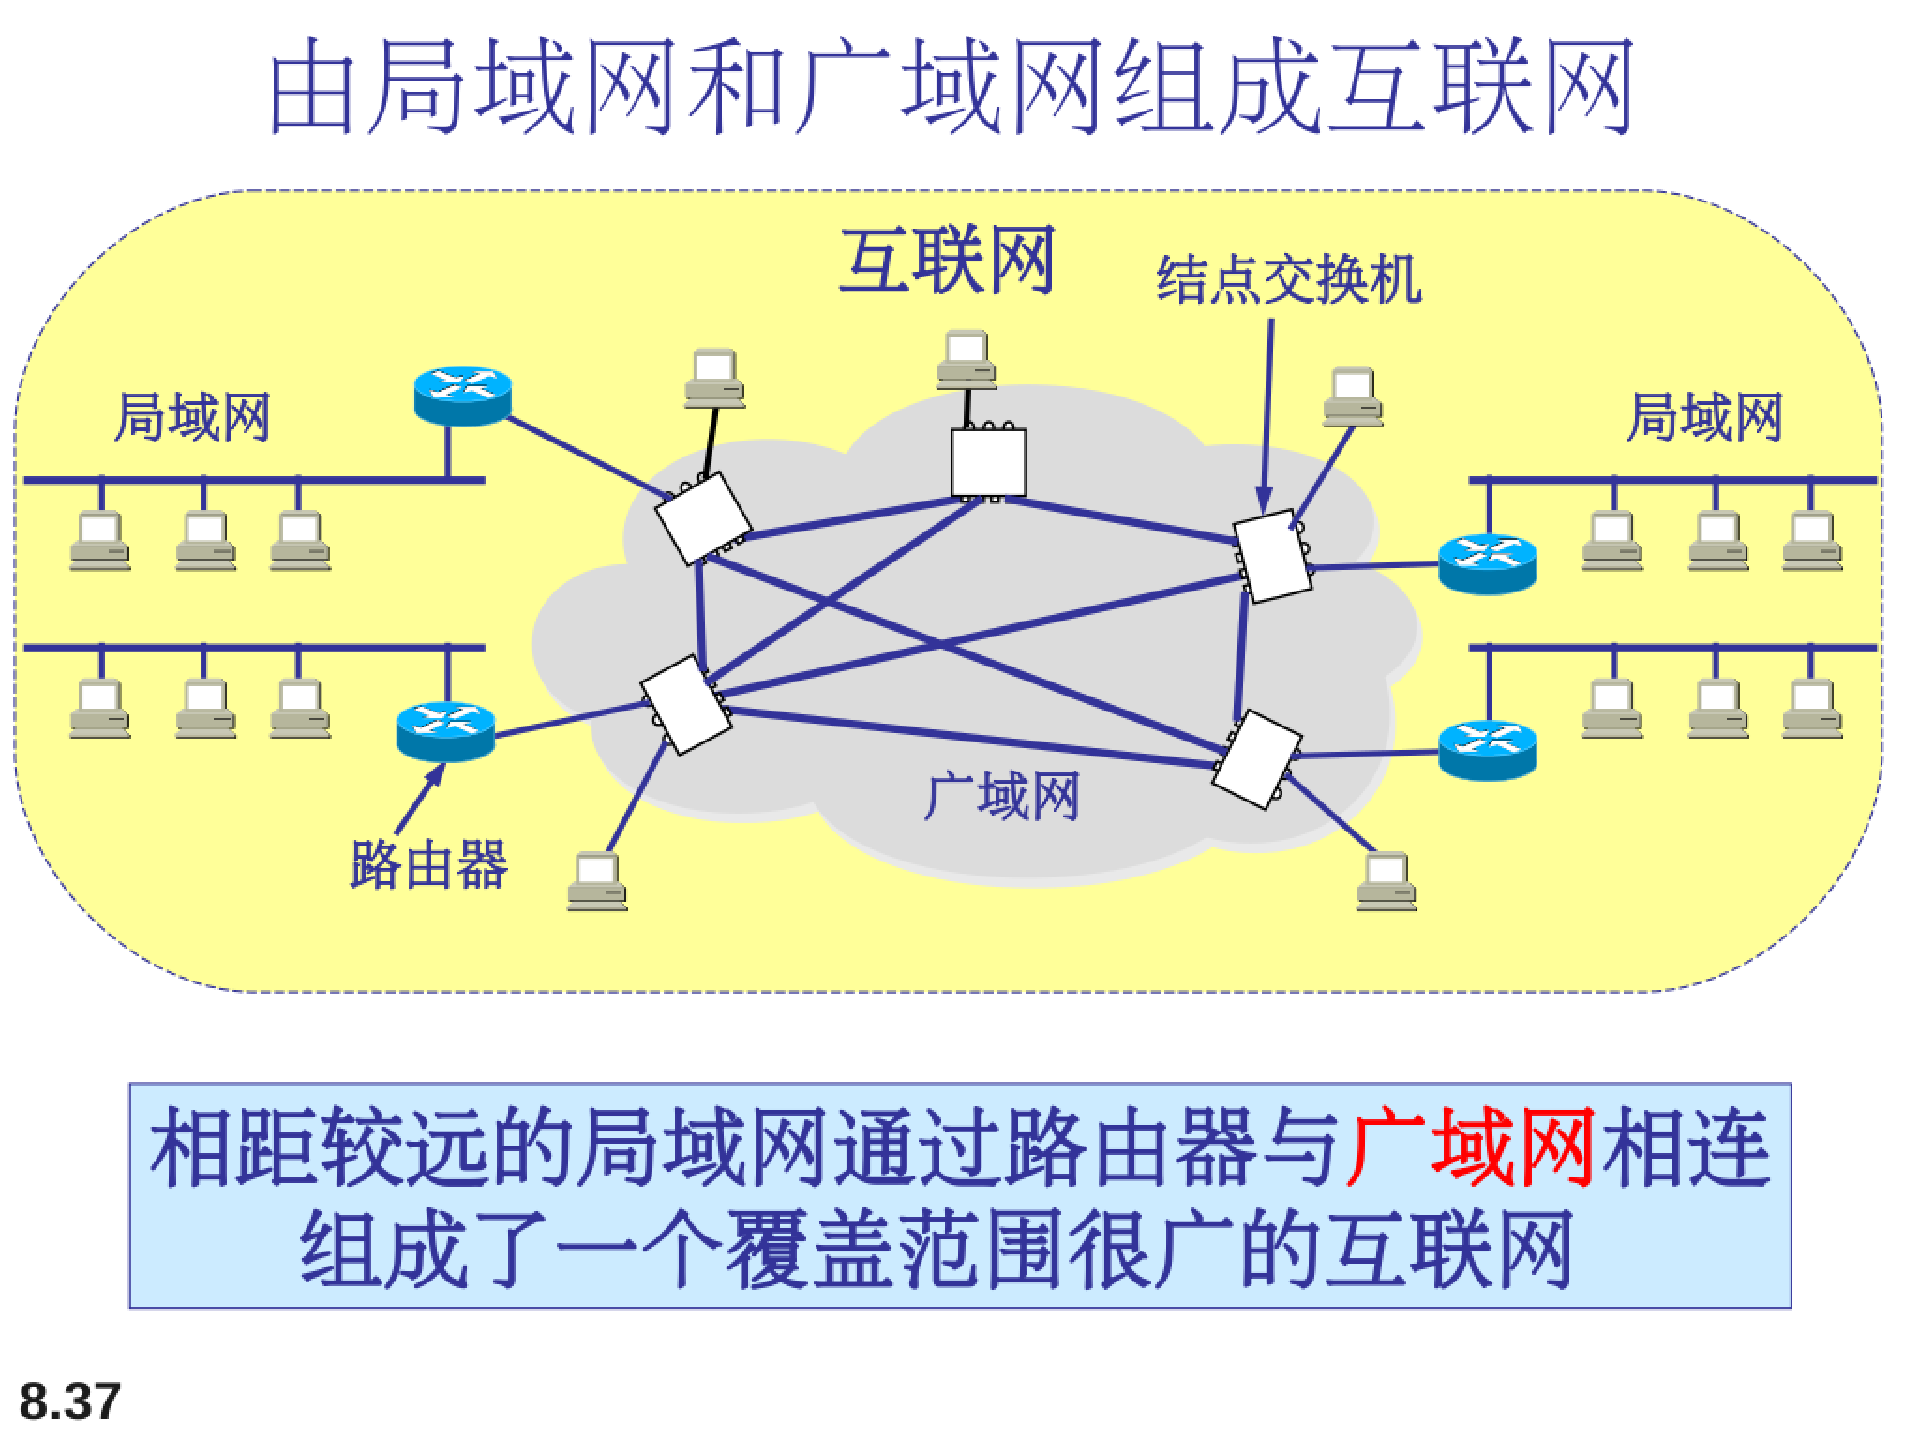 由局域网和广域网组成互联网
互联网
结点交换机
局域网
局域网
广域网
路由器
相距较远的局域网通过路由器与广域网相连
组成了一个覆盖范围很广的互联网
8.37